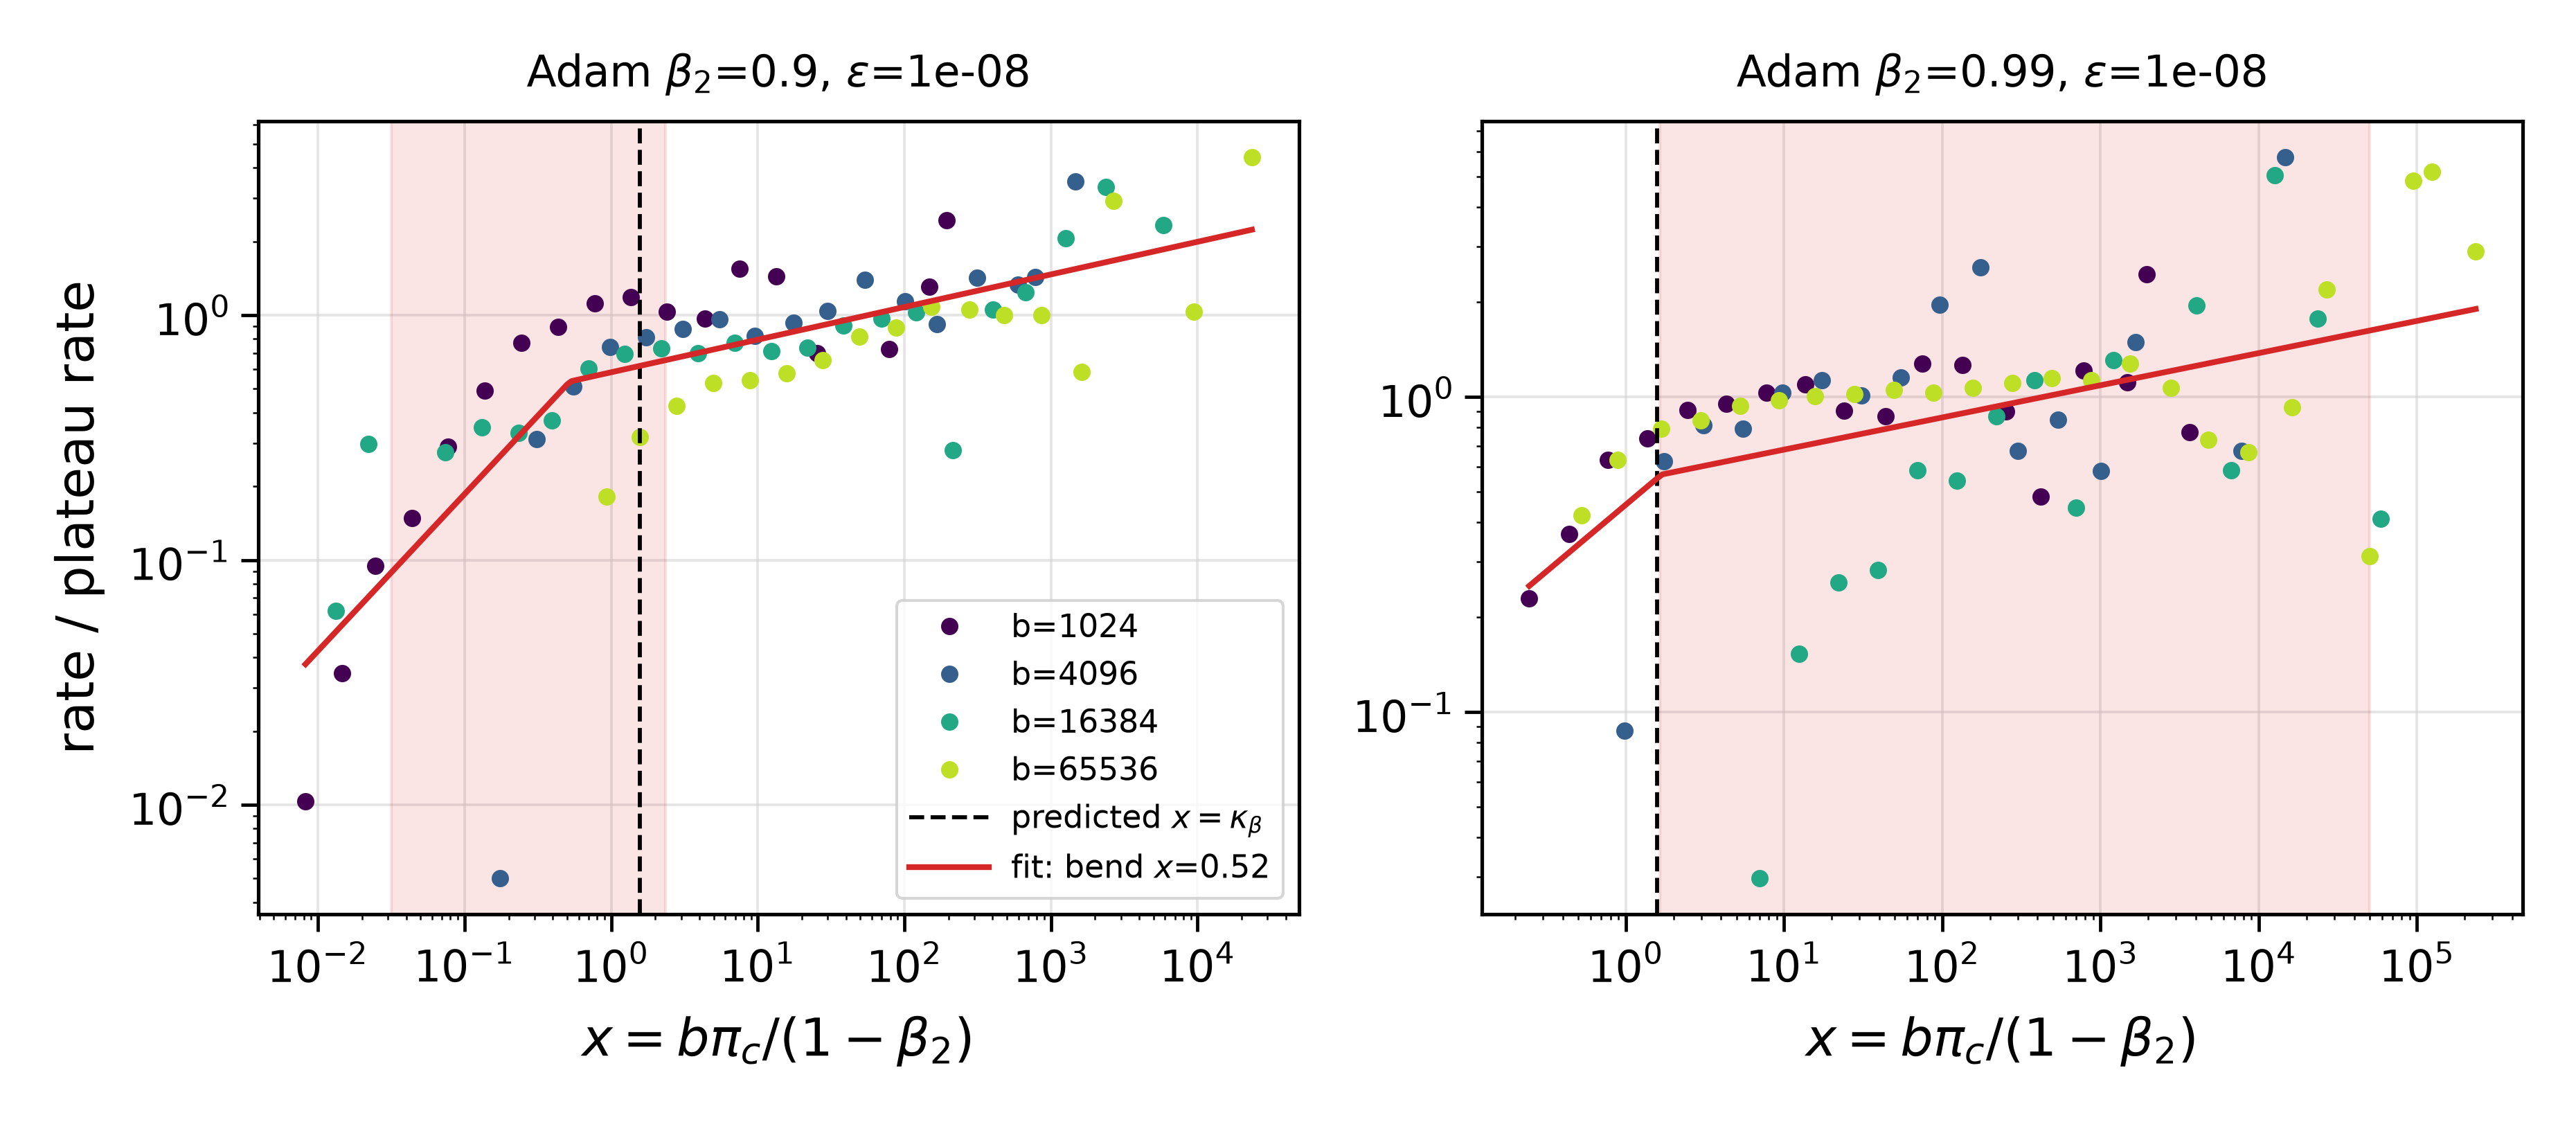 Adam β₂=0.9, ε=1e-08
rate / plateau rate
10⁰
10⁻¹
10⁻²
b=1024
b=4096
b=16384
b=65536
predicted x = κ_β
fit: bend x=0.52
10⁻² 10⁻¹ 10⁰ 10¹ 10² 10³ 10⁴
x = bπ_c/(1 − β₂)
Adam β₂=0.99, ε=1e-08
10⁰
10⁻¹
10⁰ 10¹ 10² 10³ 10⁴ 10⁵
x = bπ_c/(1 − β₂)